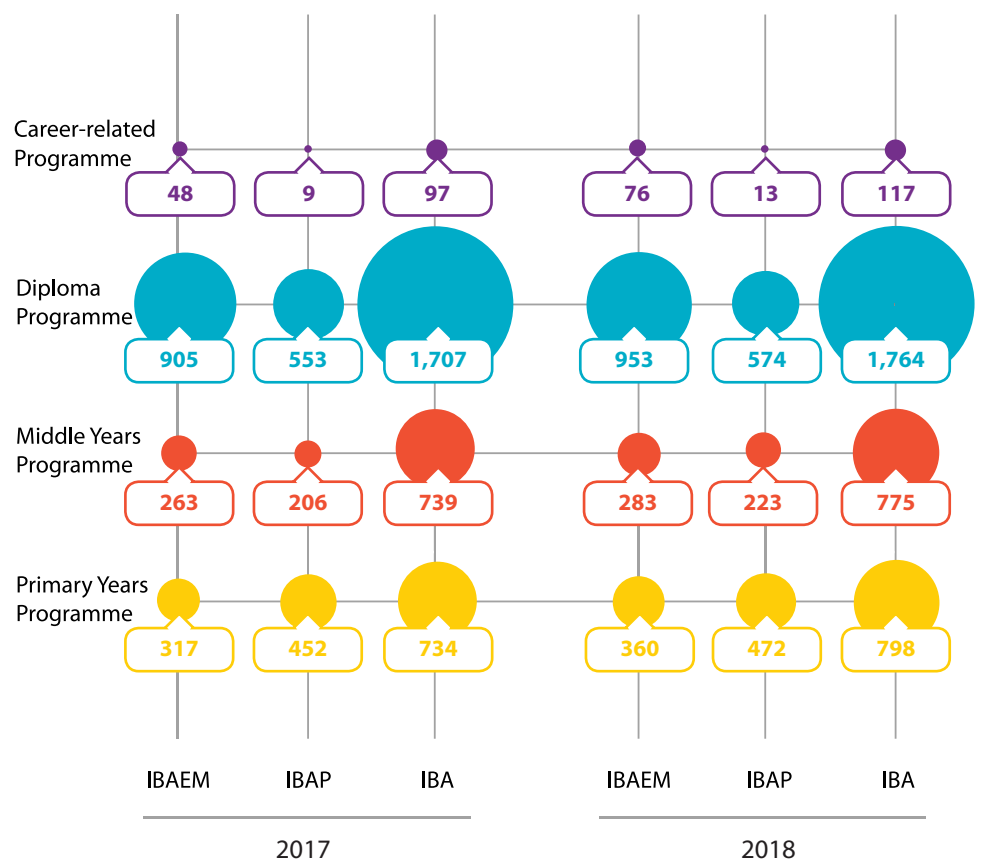 Career-related
Programme
48 9 97 76 13 117
Diploma
Programme
905 553 1,707 953 574 1,764
Middle Years
Programme
263 206 739 283 223 775
Primary Years
Programme
317 452 734 360 472 798
IBAEM IBAP IBA IBAEM IBAP IBA
2017 2018